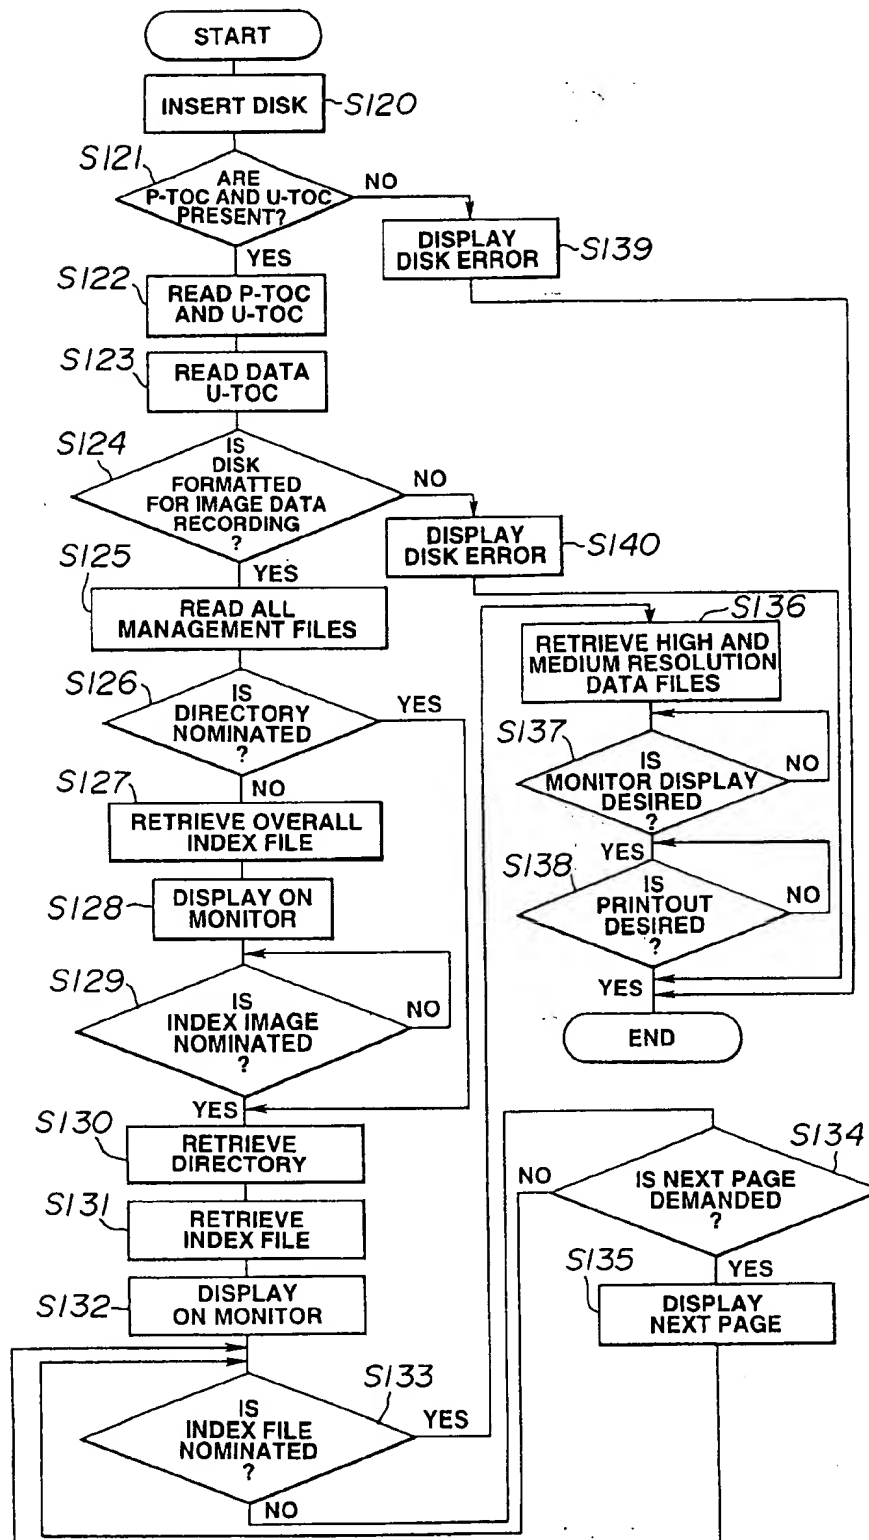 START
INSERT DISK
S120
S121
ARE
P-TOC AND U-TOC
PRESENT?
NO
YES
DISPLAY
DISK ERROR
S139
S122
READ P-TOC
AND U-TOC
S123
READ DATA
U-TOC
S124
IS
DISK
FORMATTED
FOR IMAGE DATA
RECORDING
?
NO
YES
DISPLAY
DISK ERROR
S140
S125
READ ALL
MANAGEMENT FILES
S126
IS
DIRECTORY
NOMINATED
?
YES
NO
S127
RETRIEVE OVERALL
INDEX FILE
S128
DISPLAY ON
MONITOR
S129
IS
INDEX IMAGE
NOMINATED
?
NO
YES
S130
RETRIEVE
DIRECTORY
S131
RETRIEVE
INDEX FILE
S132
DISPLAY
ON MONITOR
S133
IS
INDEX FILE
NOMINATED
?
YES
NO
S136
RETRIEVE HIGH AND
MEDIUM RESOLUTION
DATA FILES
S137
IS
MONITOR DISPLAY
DESIRED
?
NO
YES
S138
IS
PRINTOUT
DESIRED
?
NO
YES
END
S134
IS NEXT PAGE
DEMANDED
?
NO
YES
S135
DISPLAY
NEXT PAGE